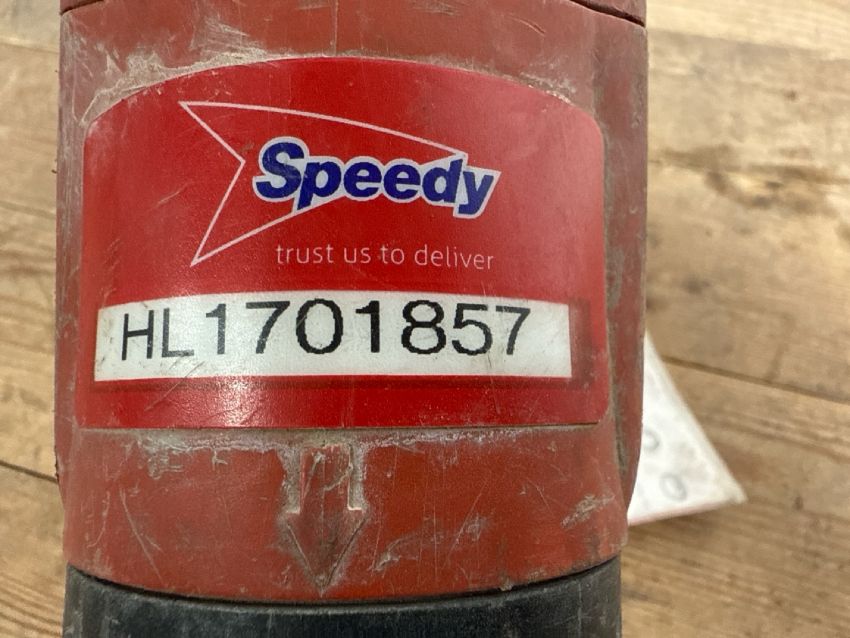 Speedy
trust us to deliver
HL1701857